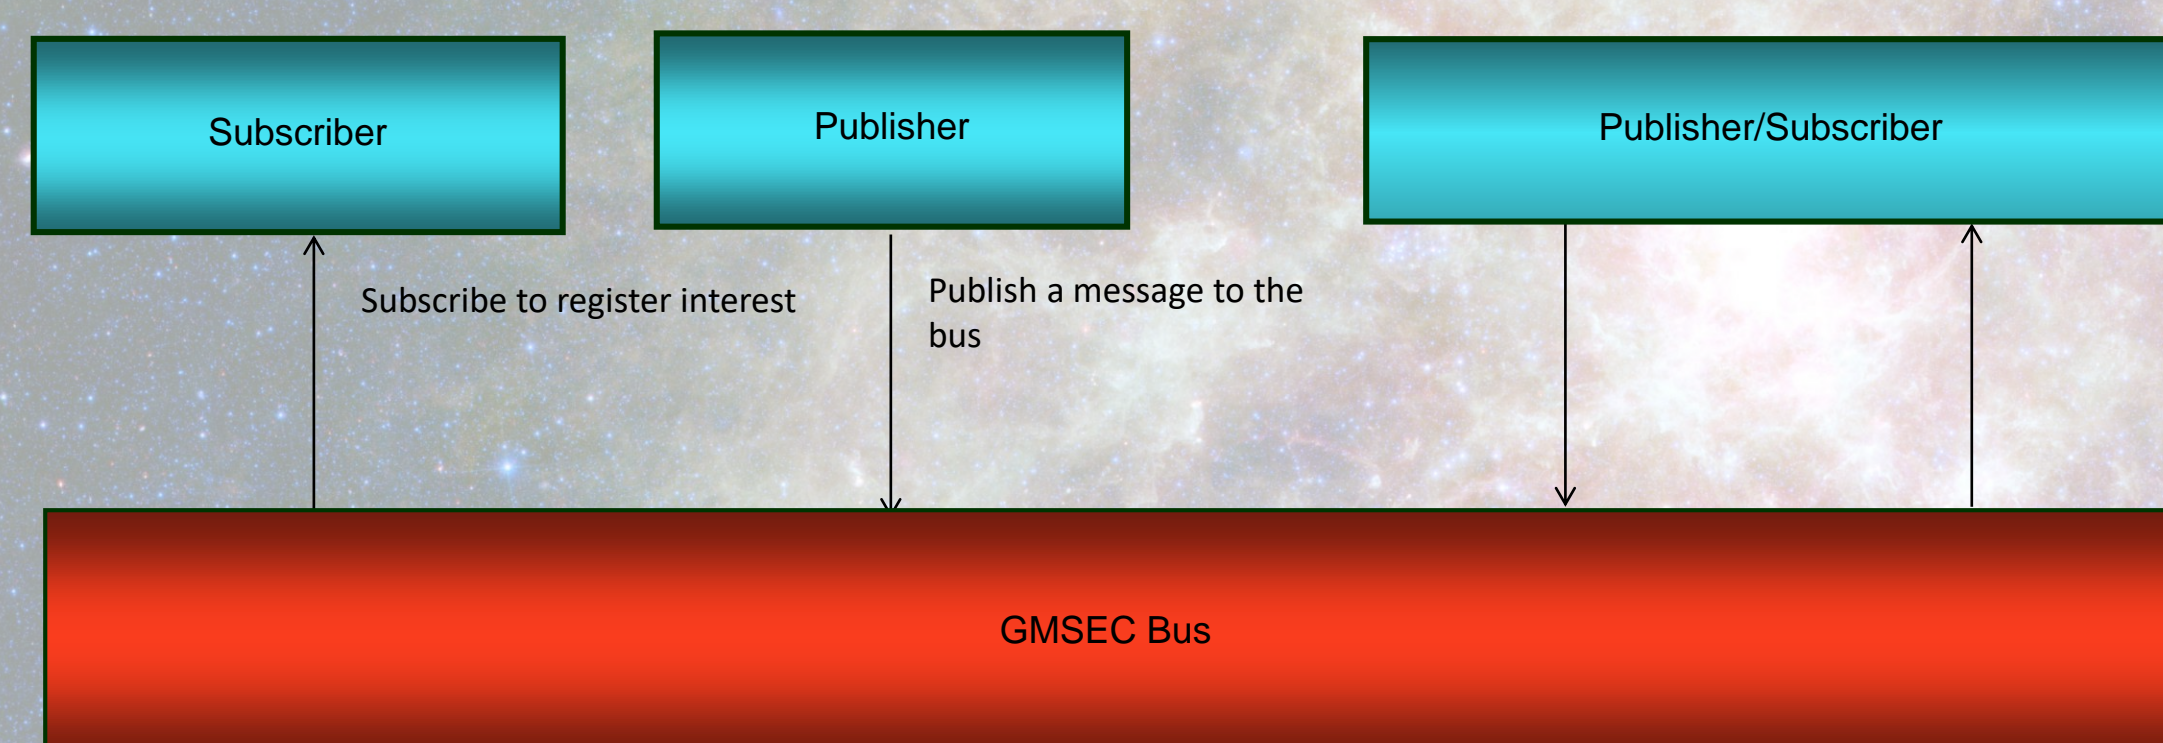 Subscriber
Publisher
Publisher/Subscriber
Subscribe to register interest
Publish a message to the
bus
GMSEC Bus